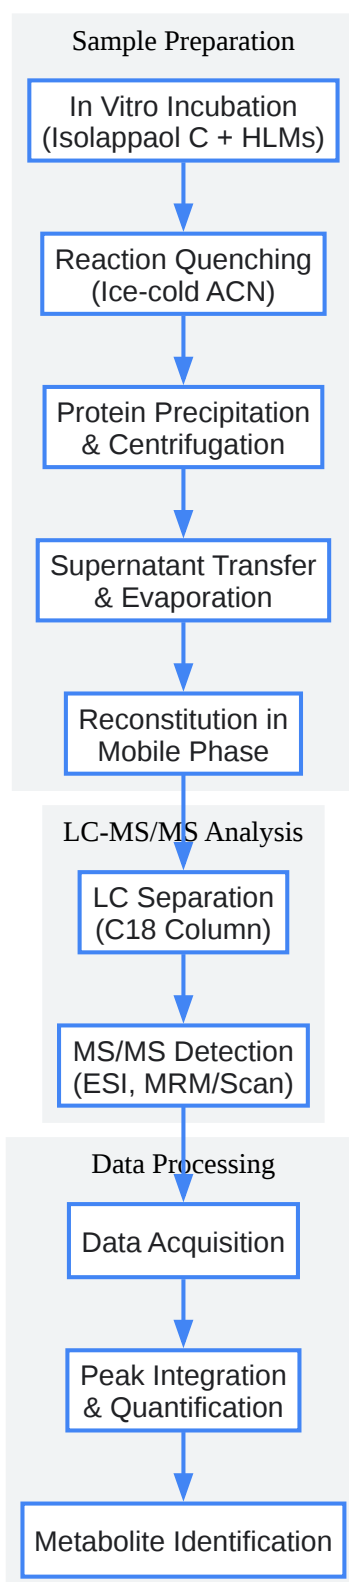 Sample Preparation
In Vitro Incubation
(Isolappaol C + HLMs)
Reaction Quenching
(Ice-cold ACN)
Protein Precipitation
& Centrifugation
Supernatant Transfer
& Evaporation
Reconstitution in
Mobile Phase
LC-MS/MS Analysis
LC Separation
(C18 Column)
MS/MS Detection
(ESI, MRM/Scan)
Data Processing
Data Acquisition
Peak Integration
& Quantification
Metabolite Identification